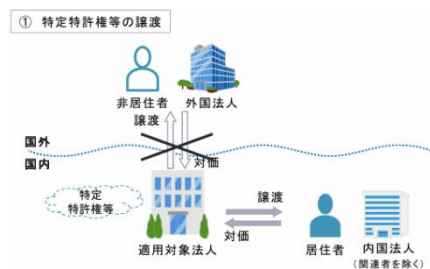 ① 特定特許権等の譲渡
非居住者 外国法人
譲渡
国外
対価
国内
特定
特許権等
譲渡
対価
適用対象法人
居住者 内国法人
(関連者を除く)